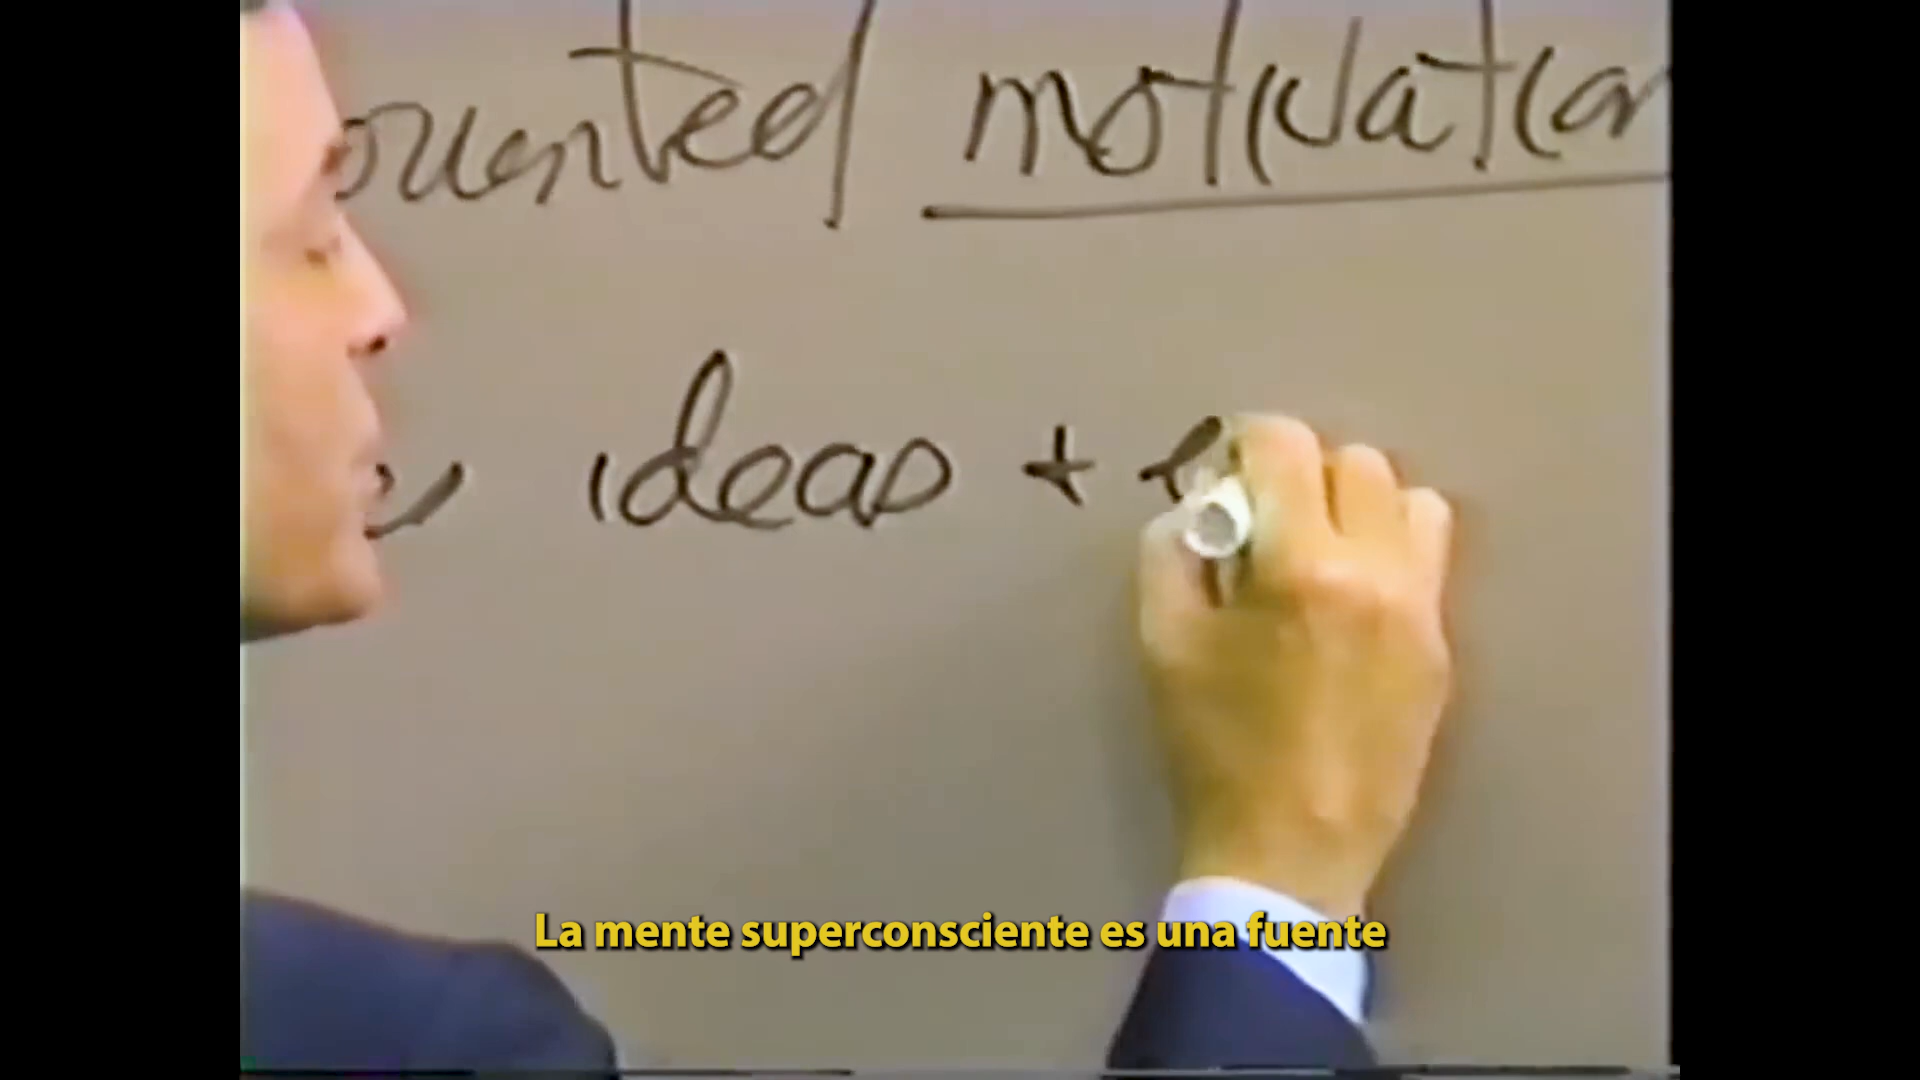 oriented motivation
ideas +
La mente superconsciente es una fuente